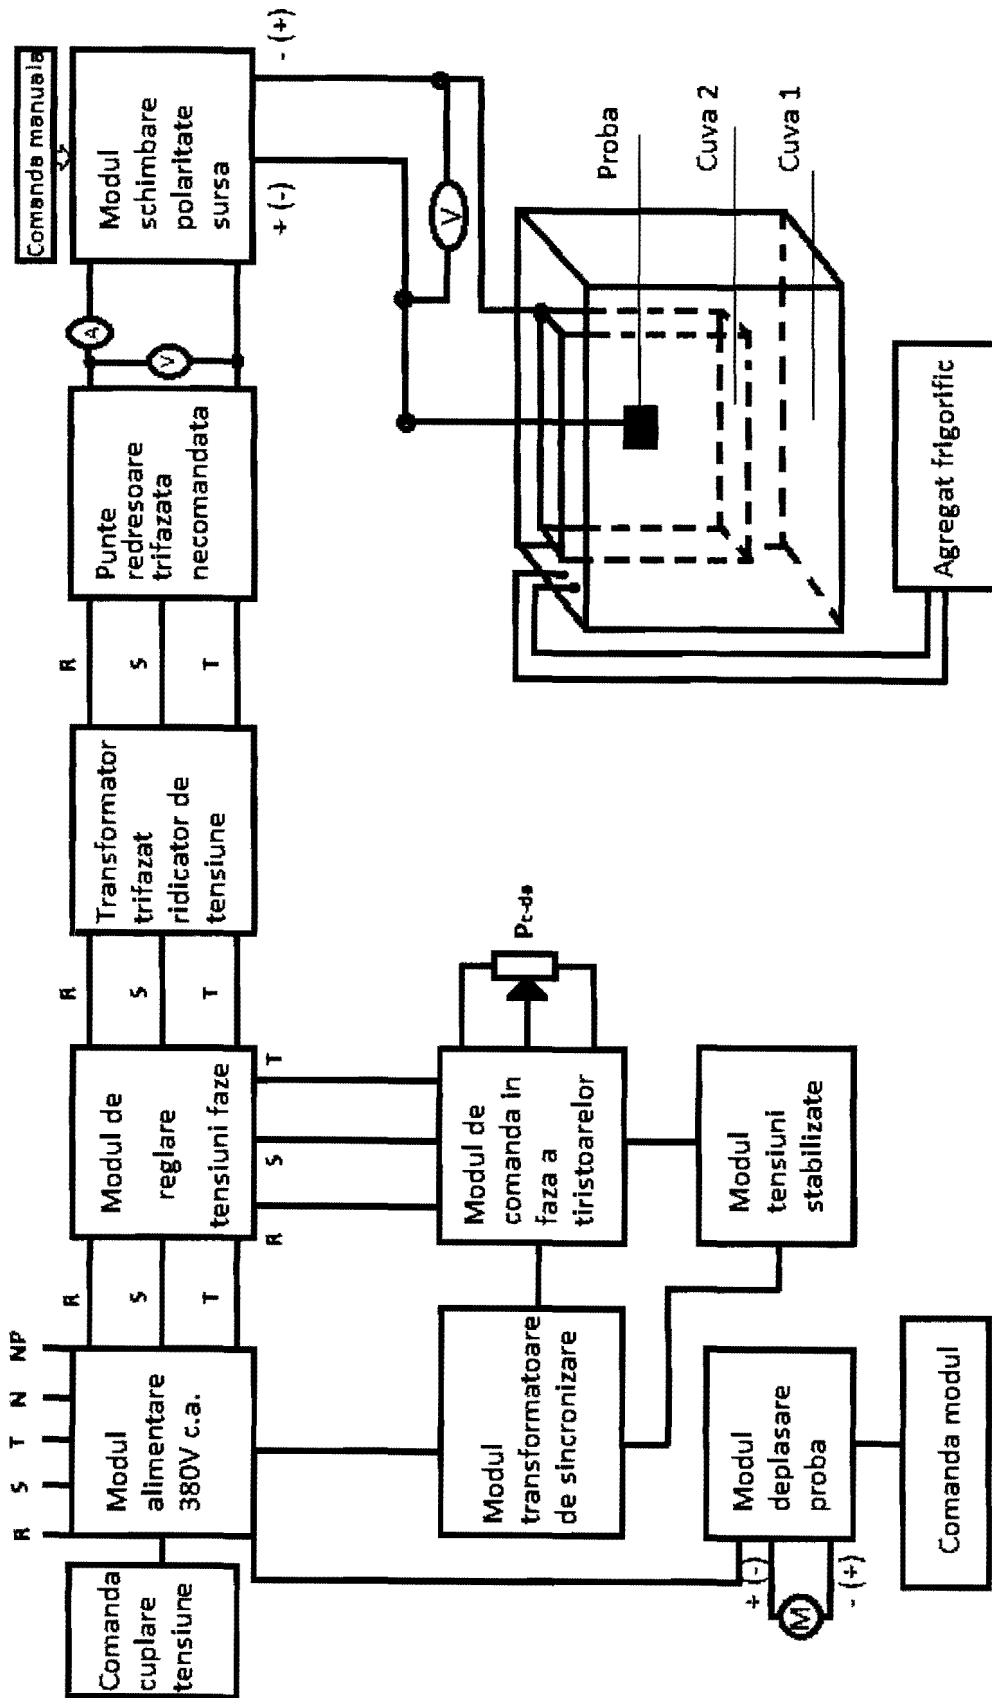 Comanda
cuplare
tensiune
R S T N NP
Modul
alimentare
380V c.a.
R
S
T
Modul de
reglare
tensiuni faze
R
S
T
Transformator
trifazat
ridicator de
tensiune
R
S
T
Punte
redresoare
trifazata
necomandata
A
V
Comanda manuala
Modul
schimbare
polaritate
sursa
+ (-)
- (+)
V
R S T
Modul
transformatoare
de sincronizare
Modul de
comanda in
faza a
tiristoarelor
Pc-da
Modul
tensiuni
stabilizate
+ (-)
M
- (+)
Modul
deplasare
proba
Comanda modul
Proba
Cuva 2
Cuva 1
Agregat frigorific